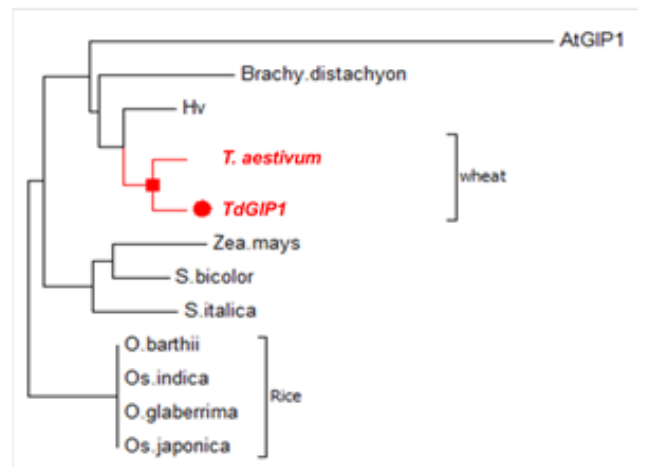 AtGIP1
Brachy.distachyon
Hv
T. aestivum
wheat
TdGIP1
Zea.mays
S.bicolor
S.italica
O.barthii
Os.indica
Rice
O.glaberrima
Os.japonica